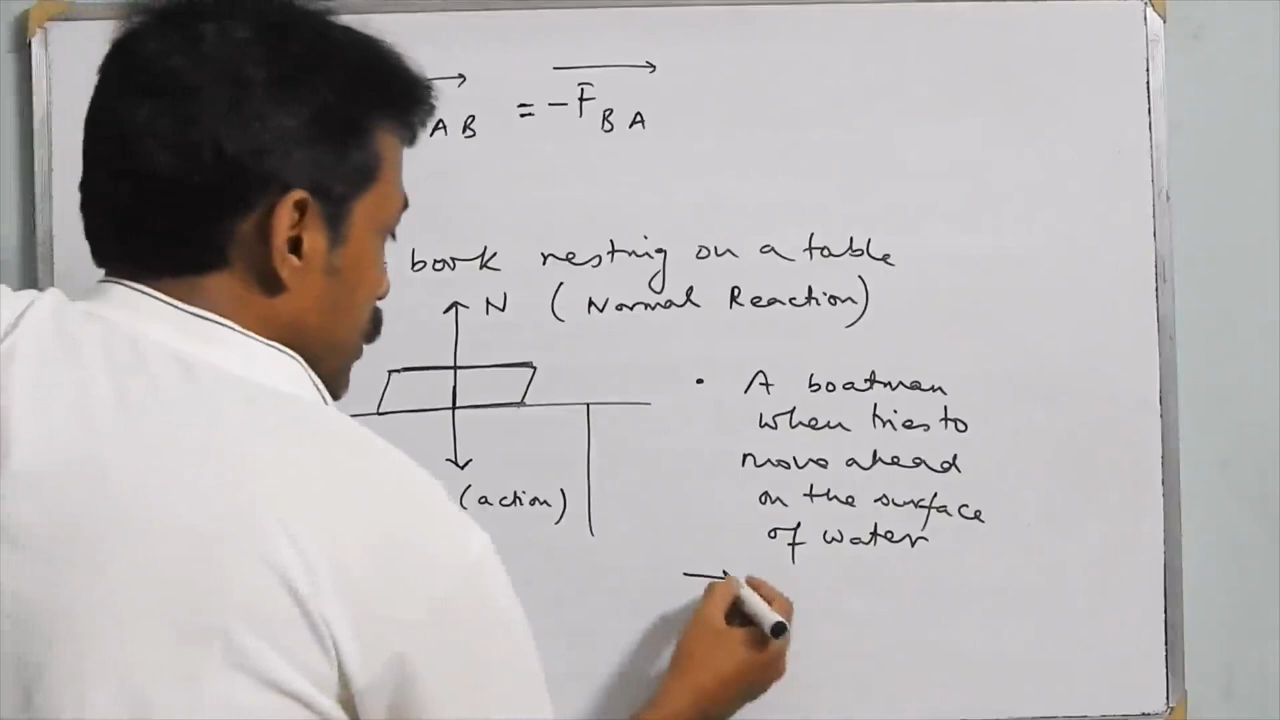 AB = -F BA
book resting on a table
N (Normal Reaction)
• A boatman
when tries to
move ahead
on the surface
of water
(action)